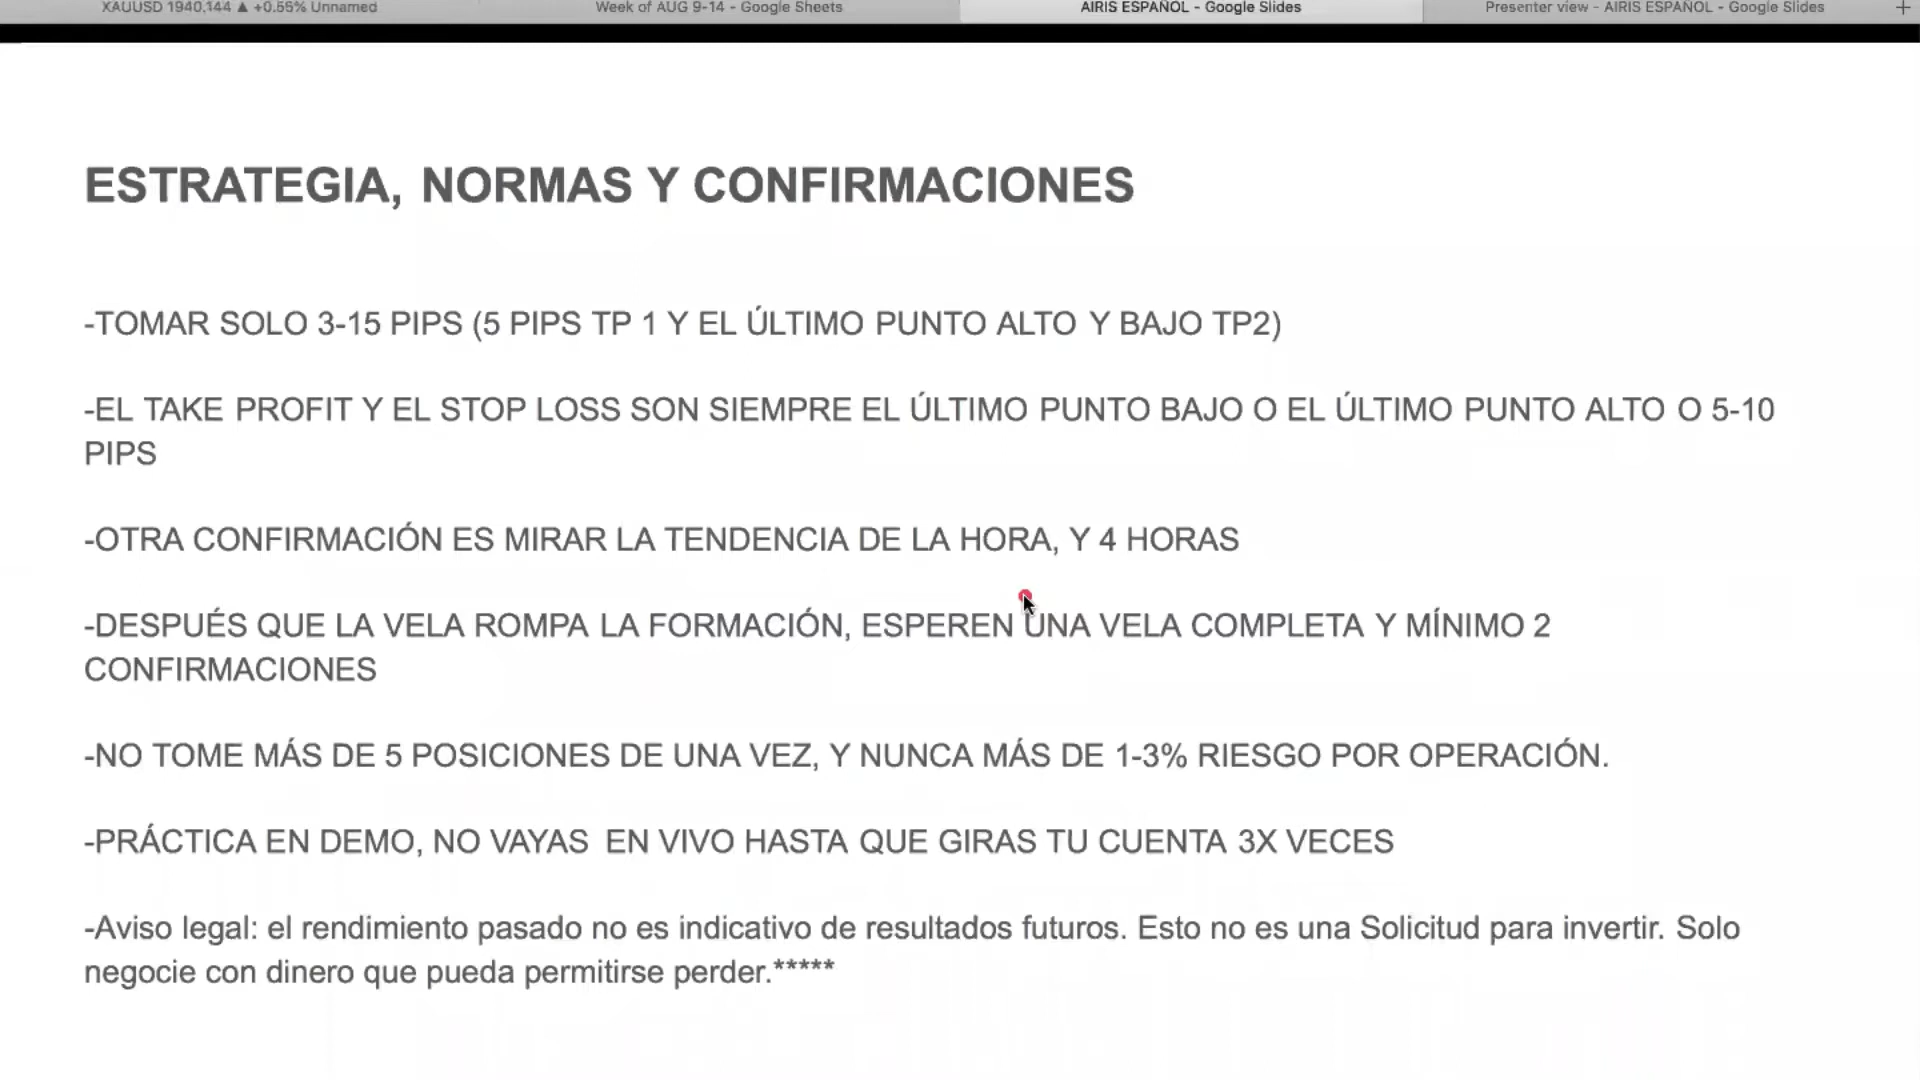 XAUUSD 1940,144 ▲ +0.55% Unnamed
Week of AUG 9-14 - Google Sheets
AIRIS ESPAÑOL - Google Slides
Presenter view - AIRIS ESPAÑOL - Google Slides
ESTRATEGIA, NORMAS Y CONFIRMACIONES
-TOMAR SOLO 3-15 PIPS (5 PIPS TP 1 Y EL ÚLTIMO PUNTO ALTO Y BAJO TP2)
-EL TAKE PROFIT Y EL STOP LOSS SON SIEMPRE EL ÚLTIMO PUNTO BAJO O EL ÚLTIMO PUNTO ALTO O 5-10
PIPS
-OTRA CONFIRMACIÓN ES MIRAR LA TENDENCIA DE LA HORA, Y 4 HORAS
-DESPUÉS QUE LA VELA ROMPA LA FORMACIÓN, ESPEREN UNA VELA COMPLETA Y MÍNIMO 2
CONFIRMACIONES
-NO TOME MÁS DE 5 POSICIONES DE UNA VEZ, Y NUNCA MÁS DE 1-3% RIESGO POR OPERACIÓN.
-PRÁCTICA EN DEMO, NO VAYAS EN VIVO HASTA QUE GIRAS TU CUENTA 3X VECES
-Aviso legal: el rendimiento pasado no es indicativo de resultados futuros. Esto no es una Solicitud para invertir. Solo
negocie con dinero que pueda permitirse perder.*****